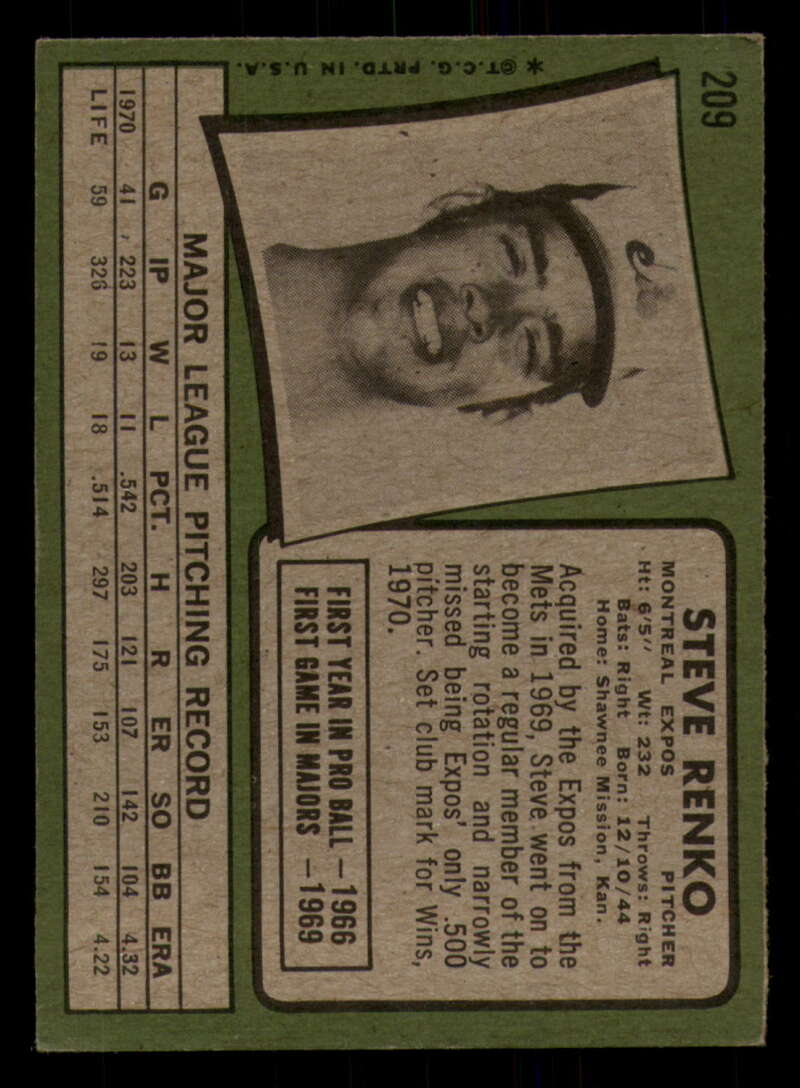 209
*©T.C.G. PRTD. IN U.S.A.
STEVE RENKO
MONTREAL EXPOS PITCHER
Ht: 6'5" Wt: 232 Throws: Right
Bats: Right Born: 12/10/44
Home: Shawnee Mission, Kan.
Acquired by the Expos from the
Mets in 1969, Steve went on to
become a regular member of the
starting rotation and narrowly
missed being Expos' only .500
pitcher. Set club mark for Wins,
1970.
FIRST YEAR IN PRO BALL — 1966
FIRST GAME IN MAJORS — 1969
MAJOR LEAGUE PITCHING RECORD
G IP W L PCT. H R ER SO BB ERA
1970 41 223 13 11 .542 203 121 107 142 104 4.32
LIFE 59 326 19 18 .514 297 175 153 210 154 4.22